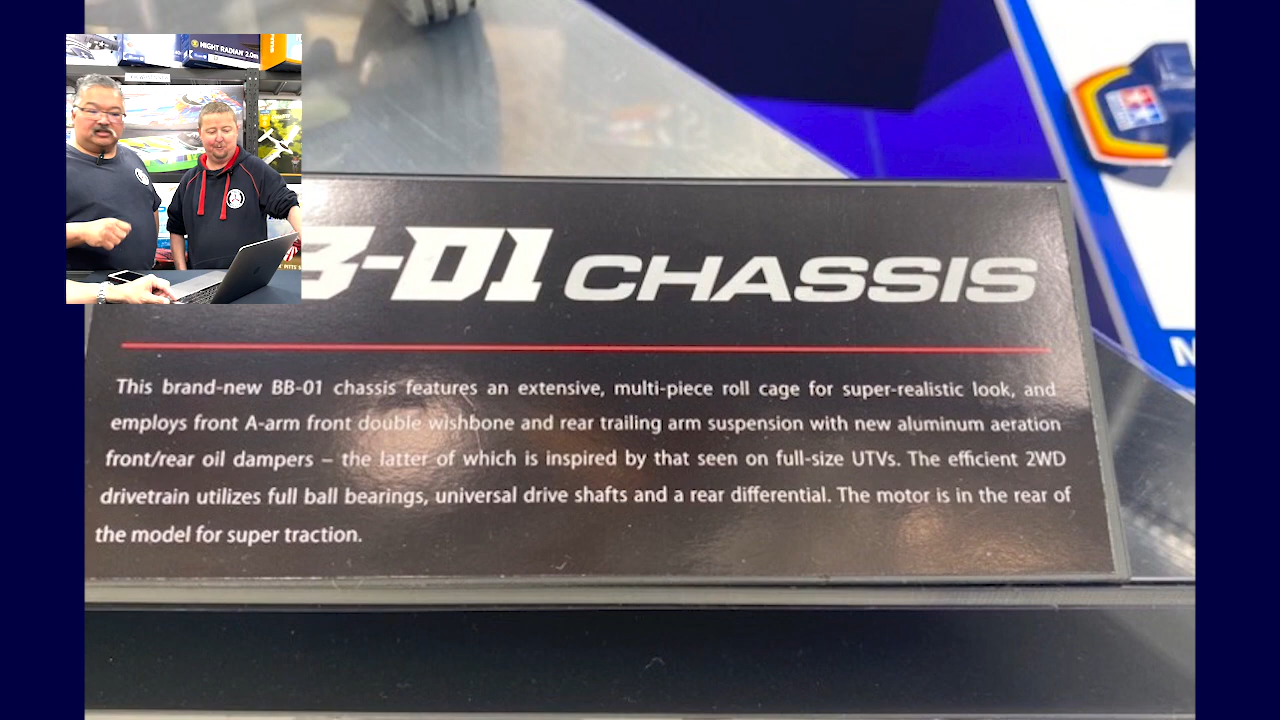 NIGHT RADIAN 2.0m
B-01 CHASSIS
This brand-new BB-01 chassis features an extensive, multi-piece roll cage for super-realistic look, and
employs front A-arm front double wishbone and rear trailing arm suspension with new aluminum aeration
front/rear oil dampers – the latter of which is inspired by that seen on full-size UTVs. The efficient 2WD
drivetrain utilizes full ball bearings, universal drive shafts and a rear differential. The motor is in the rear of
the model for super traction.